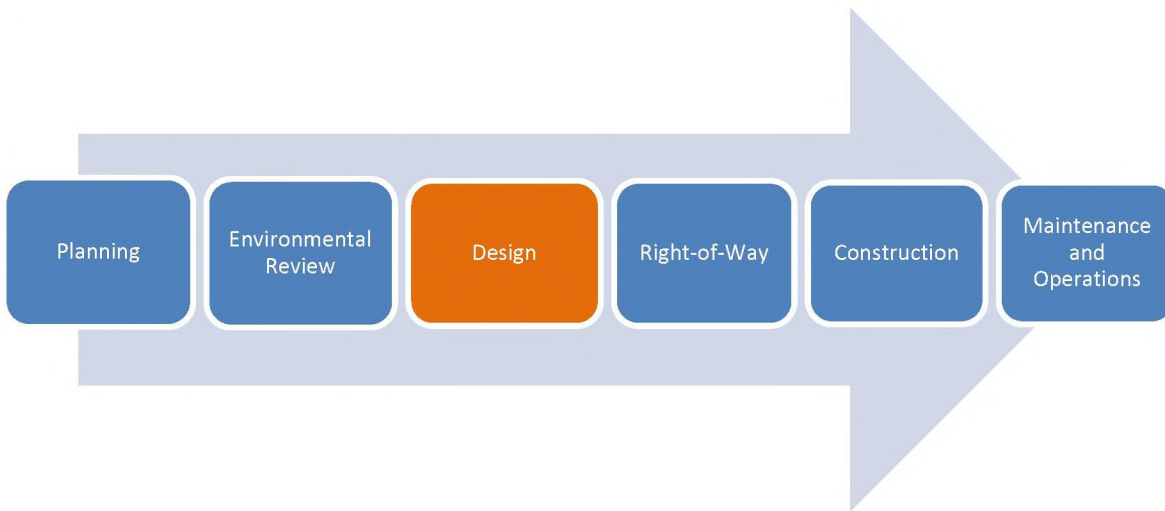 Planning
Environmental
Review
Design
Right-of-Way
Construction
Maintenance
and
Operations